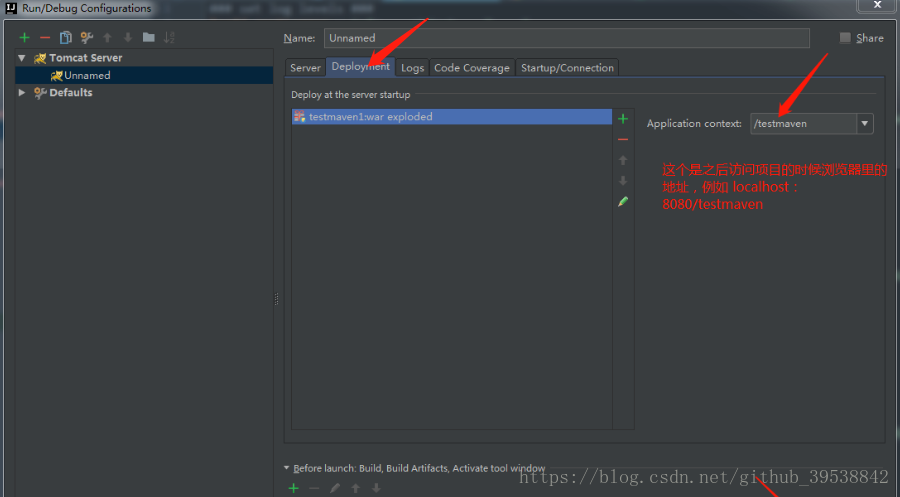 Run/Debug Configurations
### set log levels ###
Name: Unnamed
Share
Tomcat Server
Unnamed
Defaults
Server Deployment Logs Code Coverage Startup/Connection
Deploy at the server startup
testmaven1:war exploded
Application context: /testmaven
这个是之后访问项目的时候浏览器里的
地址，例如 localhost：
8080/testmaven
Before launch: Build, Build Artifacts, Activate tool window
https://blog.csdn.net/github_39538842